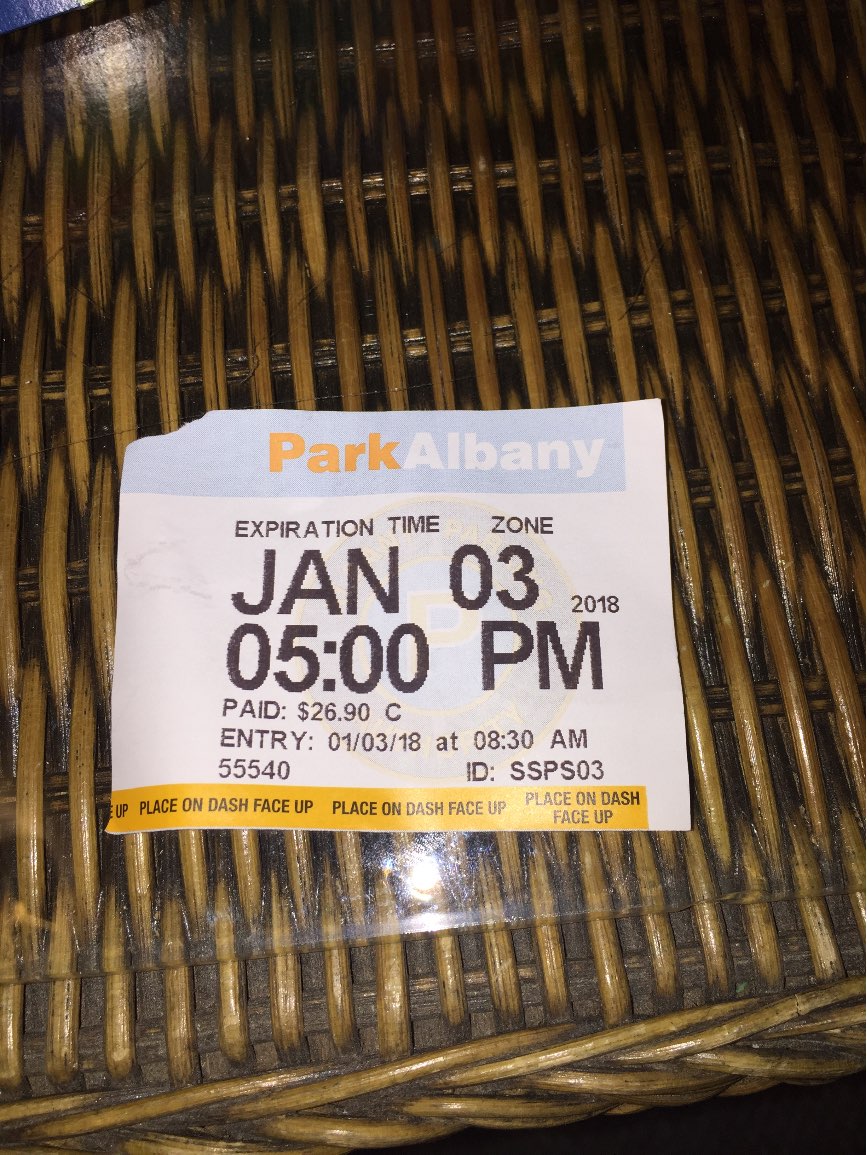 ParkAlbany
EXPIRATION TIME ZONE
JAN 03 2018
05:00 PM
PAID: $26.90 C
ENTRY: 01/03/18 at 08:30 AM
55540 ID: SSPS03
E UP PLACE ON DASH FACE UP PLACE ON DASH FACE UP PLACE ON DASH
FACE UP